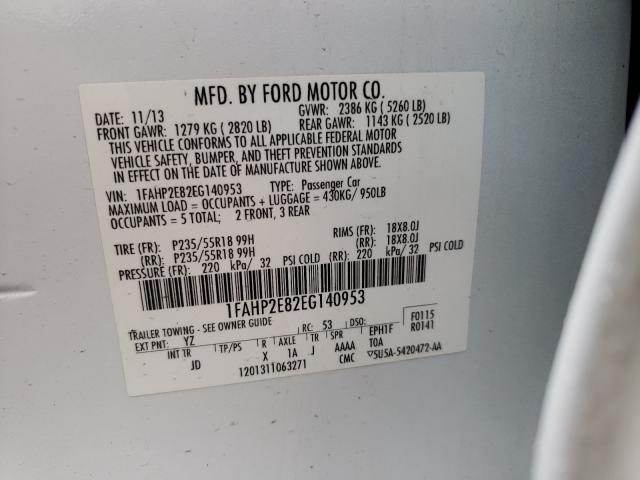 MFD. BY FORD MOTOR CO.
DATE: 11/13 GVWR: 2386 KG ( 5260 LB)
FRONT GAWR: 1279 KG ( 2820 LB) REAR GAWR: 1143 KG ( 2520 LB)
THIS VEHICLE CONFORMS TO ALL APPLICABLE FEDERAL MOTOR
VEHICLE SAFETY, BUMPER, AND THEFT PREVENTION STANDARDS
IN EFFECT ON THE DATE OF MANUFACTURE SHOWN ABOVE.
VIN: 1FAHP2E82EG140953 TYPE: Passenger Car
MAXIMUM LOAD = OCCUPANTS + LUGGAGE = 430KG/ 950LB
OCCUPANTS = 5 TOTAL; 2 FRONT, 3 REAR
TIRE (FR): P235/55R18 99H RIMS (FR): 18X8.0J
(RR): P235/55R18 99H (RR): 18X8.0J
PRESSURE (FR): 220 kPa/ 32 PSI COLD (RR): 220 kPa/ 32 PSI COLD
1FAHP2E82EG140953
TRAILER TOWING - SEE OWNER GUIDE
EXT PNT: YZ RC: 53 DSO: F0115
INT TR TP/PS R AXLE TR SPR EPH1F R0141
JD X 1A J AAAA TOA
1201311063271 CMC 5U5A-5420472-AA